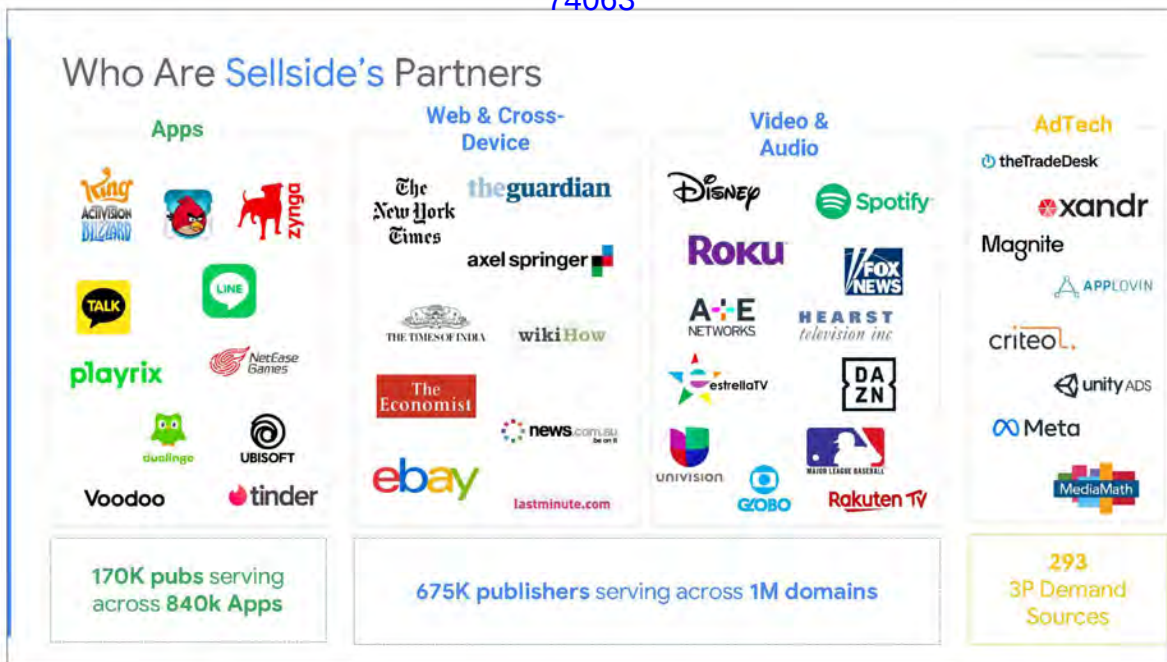 74063
Who Are Sellside's Partners
Apps
King
ACTIVISION
BLIZZARD
zynga
TALK
LINE
playrix
NetEase
Games
duolingo
UBISOFT
Voodoo
tinder
170K pubs serving
across 840k Apps
Web & Cross-
Device
The
New York
Times
theguardian
axel springer
THE TIMES OF INDIA
wikiHow
The
Economist
news.com.au
be on it
ebay
lastminute.com
Video &
Audio
Disney
Spotify
Roku
FOX
NEWS
A+E
NETWORKS
HEARST
television inc
estrellaTV
DA
ZN
univision
MAJOR LEAGUE BASEBALL
GLOBO
Rakuten TV
675K publishers serving across 1M domains
AdTech
theTradeDesk
xandr
Magnite
APPLOVIN
criteo
unity ADS
Meta
MediaMath
293
3P Demand
Sources